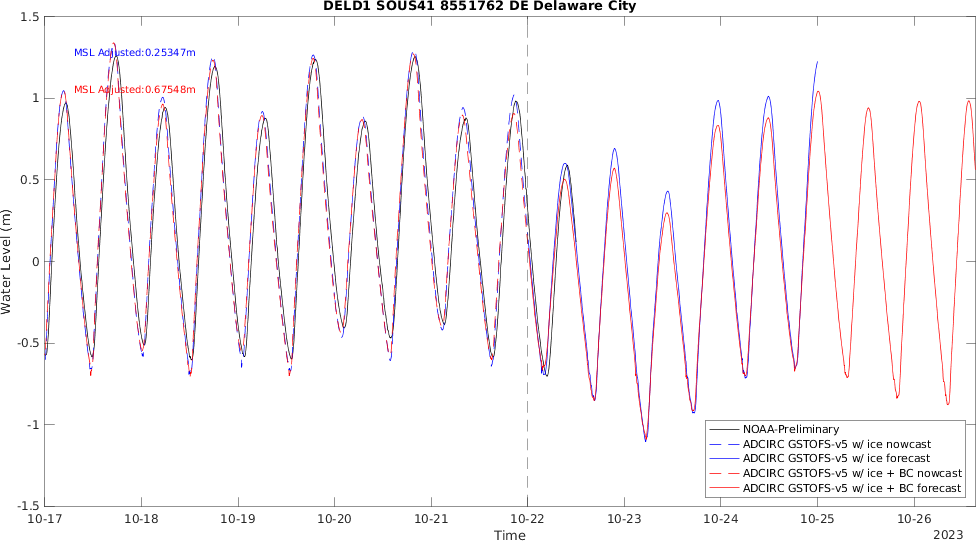 DELD1 SOUS41 8551762 DE Delaware City
1.5
1
0.5
0
-0.5
-1
-1.5
Water Level (m)
MSL Adjusted:0.25347m
MSL Adjusted:0.67548m
NOAA-Preliminary
ADCIRC GSTOFS-v5 w/ ice nowcast
ADCIRC GSTOFS-v5 w/ ice forecast
ADCIRC GSTOFS-v5 w/ ice + BC nowcast
ADCIRC GSTOFS-v5 w/ ice + BC forecast
10-17 10-18 10-19 10-20 10-21 10-22 10-23 10-24 10-25 10-26
Time
2023